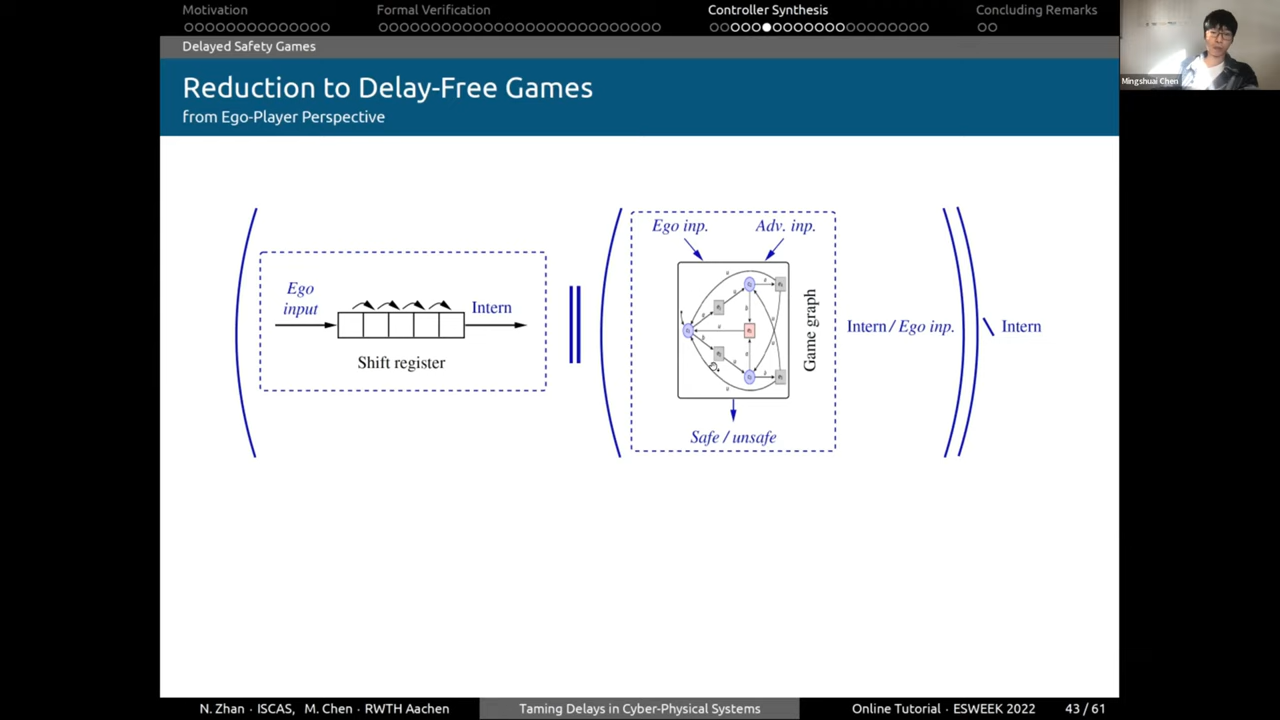 Motivation
Formal Verification
Controller Synthesis
Concluding Remarks
Delayed Safety Games
Reduction to Delay-Free Games
from Ego-Player Perspective
Mingshuai Chen
Ego
input
Intern
Shift register
Ego inp.
Adv. inp.
Game graph
Safe / unsafe
Intern / Ego inp.
\ Intern
N. Zhan · ISCAS, M. Chen · RWTH Aachen
Taming Delays in Cyber-Physical Systems
Online Tutorial · ESWEEK 2022
43 / 61